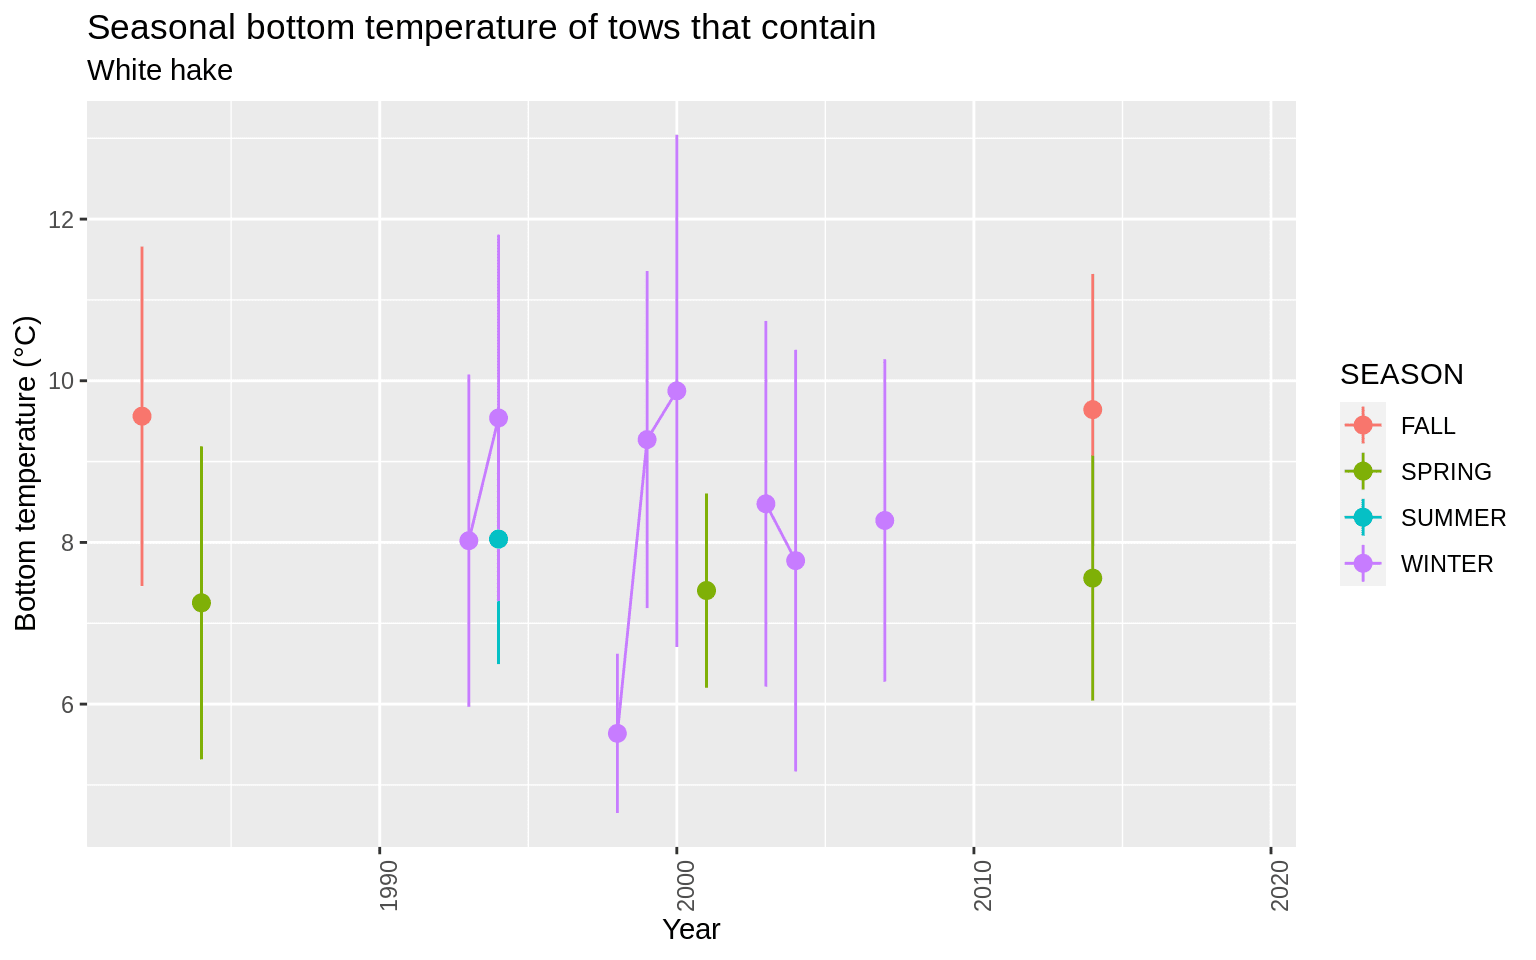 Seasonal bottom temperature of tows that contain
White hake
Bottom temperature (°C)
12
10
8
6
1990
2000
2010
2020
Year
SEASON
FALL
SPRING
SUMMER
WINTER